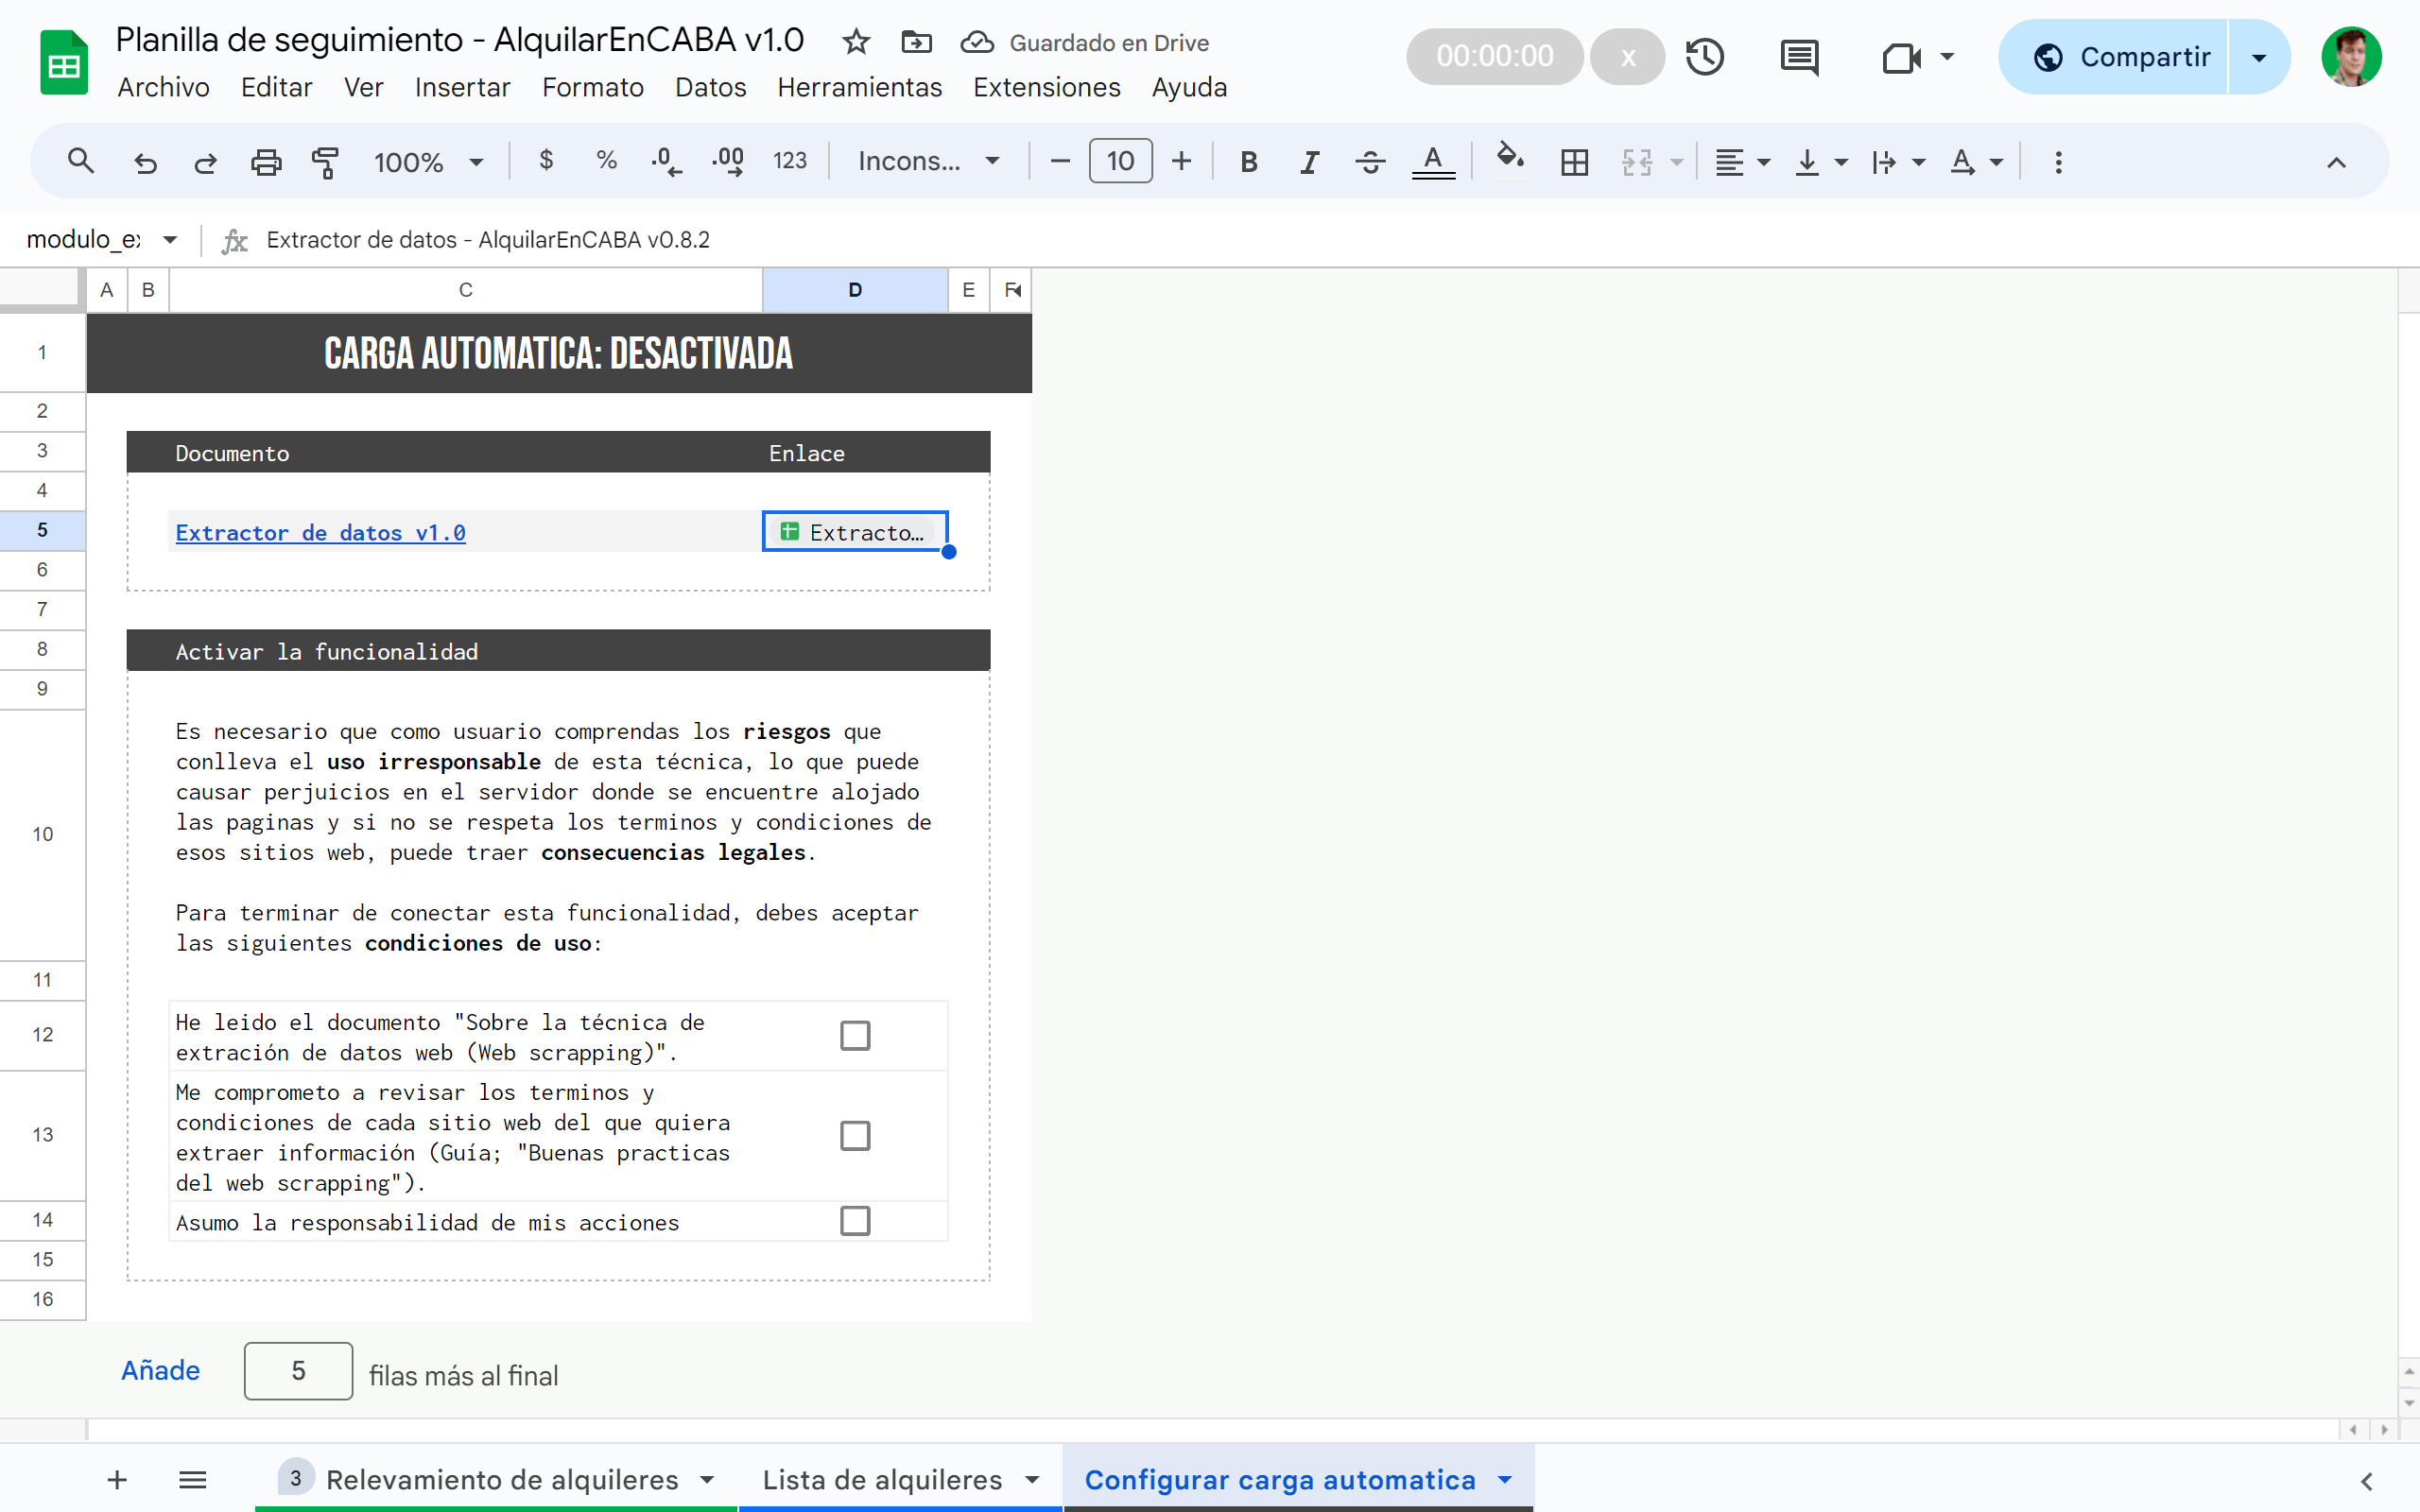 Planilla de seguimiento - AlquilarEnCABA v1.0
Guardado en Drive
00:00:00
x
Compartir
Archivo Editar Ver Insertar Formato Datos Herramientas Extensiones Ayuda
100% $ % .0 .00 123 Incons... 10 B I A A
modulo_e fx Extractor de datos - AlquilarEnCABA v0.8.2
A B C D E F
1 CARGA AUTOMATICA: DESACTIVADA
2
3 Documento Enlace
4
5 Extractor de datos v1.0 Extracto…
6
7
8 Activar la funcionalidad
9
Es necesario que como usuario comprendas los riesgos que
conlleva el uso irresponsable de esta técnica, lo que puede
causar perjuicios en el servidor donde se encuentre alojado
10 las paginas y si no se respeta los terminos y condiciones de
esos sitios web, puede traer consecuencias legales.
Para terminar de conectar esta funcionalidad, debes aceptar
las siguientes condiciones de uso:
11
12 He leido el documento "Sobre la técnica de
extración de datos web (Web scrapping)".
Me comprometo a revisar los terminos y
13 condiciones de cada sitio web del que quiera
extraer información (Guía; "Buenas practicas
del web scrapping").
14 Asumo la responsabilidad de mis acciones
15
16
Añade 5 filas más al final
3 Relevamiento de alquileres Lista de alquileres Configurar carga automatica